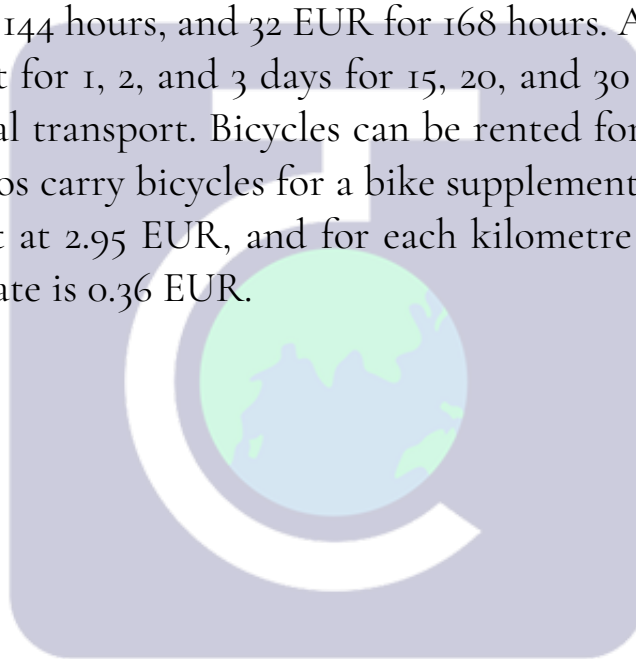 144 hours, and 32 EUR for 168 hours. A
t for 1, 2, and 3 days for 15, 20, and 30
al transport. Bicycles can be rented for
os carry bicycles for a bike supplement
t at 2.95 EUR, and for each kilometre
ate is 0.36 EUR.